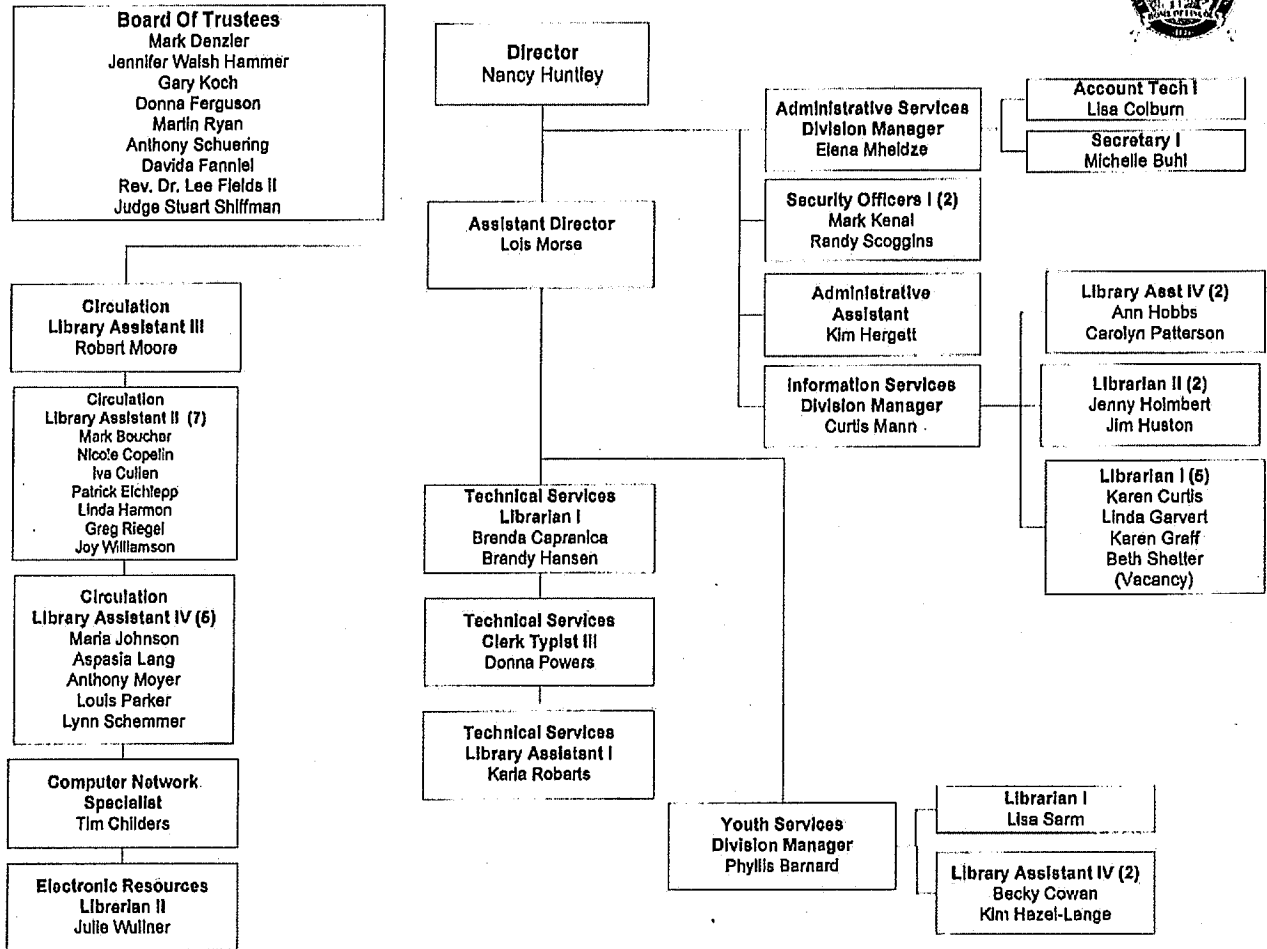 Board Of Trustees
Mark Denzler
Jennifer Walsh Hammer
Gary Koch
Donna Ferguson
Martin Ryan
Anthony Schuering
Davida Fanniel
Rev. Dr. Lee Fields II
Judge Stuart Shiffman
Director
Nancy Huntley
Assistant Director
Lois Morse
Administrative Services
Division Manager
Elena Mheidze
Account Tech I
Lisa Colburn
Secretary I
Michelle Buhl
Security Officers I (2)
Mark Kenal
Randy Scoggins
Administrative
Assistant
Kim Hergett
Information Services
Division Manager
Curtis Mann
Library Asst IV (2)
Ann Hobbs
Carolyn Patterson
Librarian II (2)
Jenny Holmbert
Jim Huston
Librarian I (5)
Karen Curtis
Linda Garvert
Karen Graff
Beth Shetter
(Vacancy)
Circulation
Library Assistant III
Robert Moore
Circulation
Library Assistant II (7)
Mark Boucher
Nicole Copelin
Iva Cullen
Patrick Eichlepp
Linda Harmon
Greg Riegel
Joy Williamson
Circulation
Library Assistant IV (5)
Maria Johnson
Aspasia Lang
Anthony Moyer
Louis Parker
Lynn Schemmer
Computer Network
Specialist
Tim Childers
Electronic Resources
Librarian II
Julie Wullner
Technical Services
Librarian I
Brenda Capranica
Brandy Hansen
Technical Services
Clerk Typist III
Donna Powers
Technical Services
Library Assistant I
Karla Roberts
Youth Services
Division Manager
Phyllis Barnard
Librarian I
Lisa Sarm
Library Assistant IV (2)
Becky Cowan
Kim Hazel-Lange